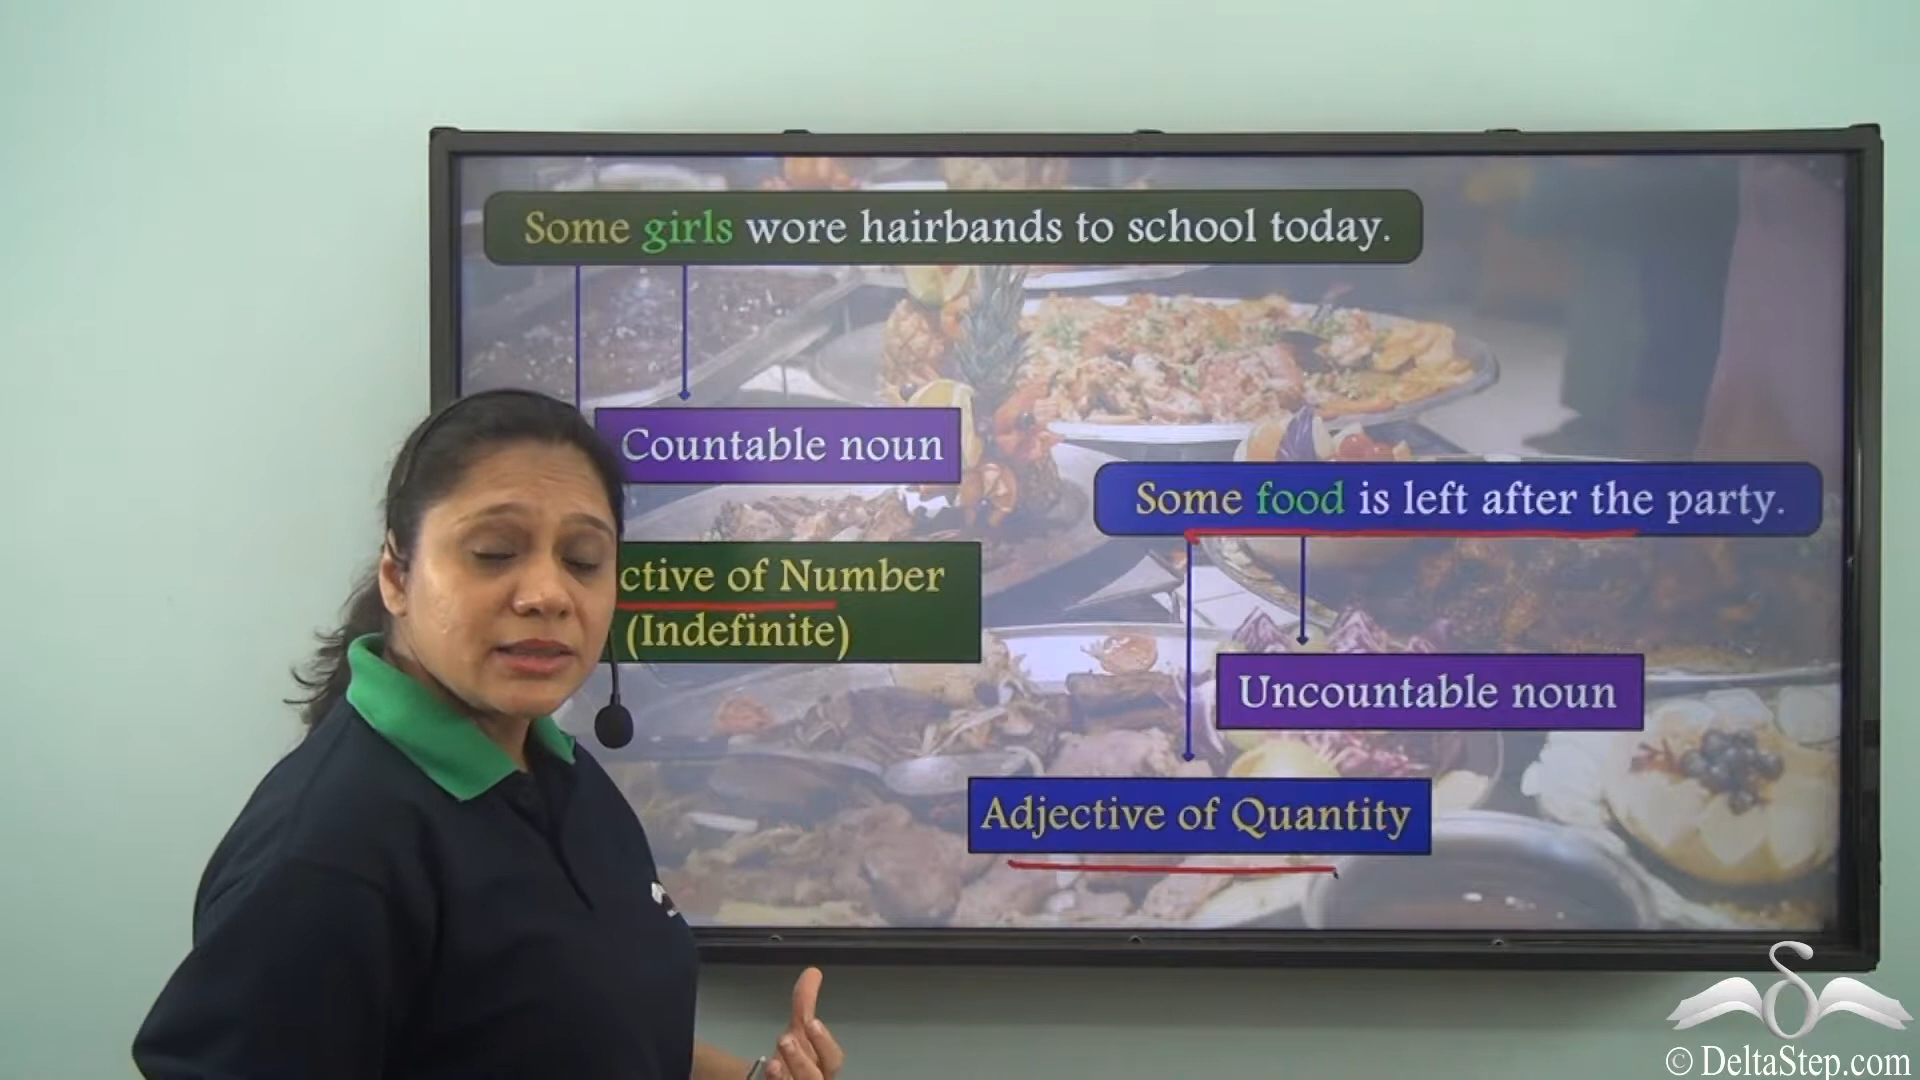 Some girls wore hairbands to school today.
Countable noun
Some food is left after the party.
ctive of Number
(Indefinite)
Uncountable noun
Adjective of Quantity
© DeltaStep.com